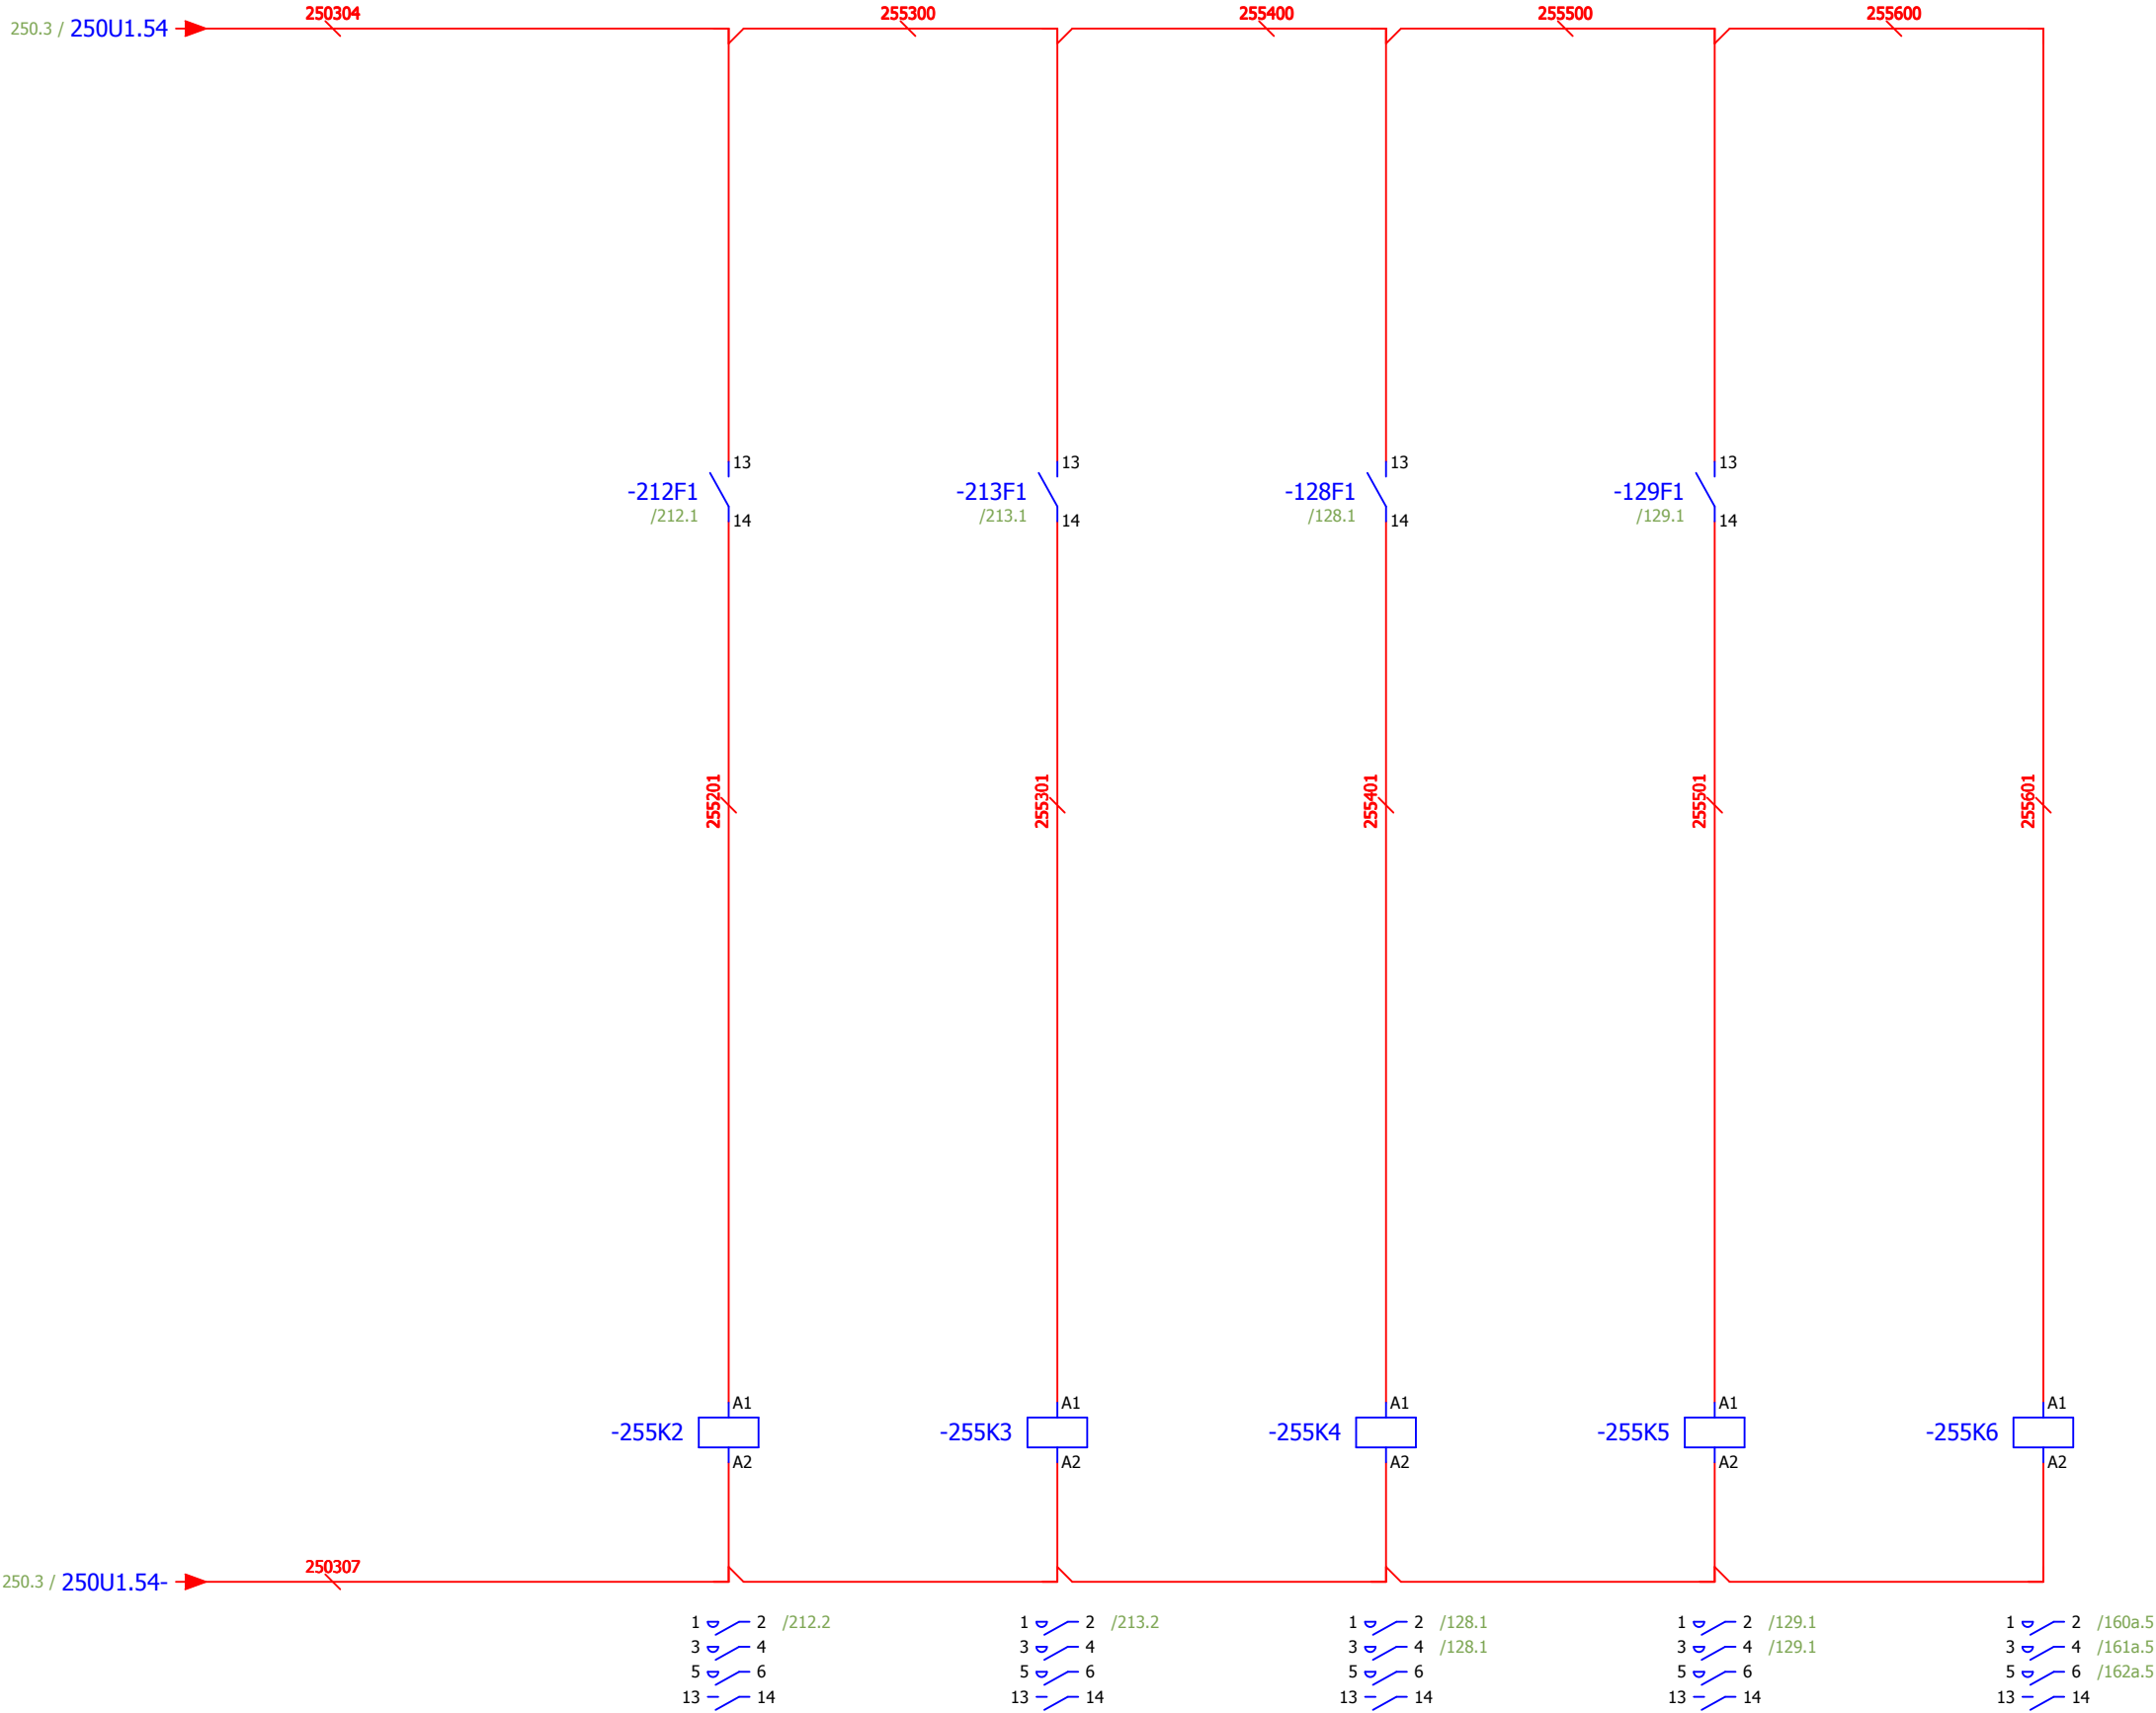 250304 255300 255400 255500 255600
250.3 / 250U1.54
13 13 13 13
-212F1 -213F1 -128F1 -129F1
/212.1 /213.1 /128.1 /129.1
14 14 14 14
255201 255301 255401 255501 255601
A1 A1 A1 A1 A1
-255K2 -255K3 -255K4 -255K5 -255K6
A2 A2 A2 A2 A2
250307
250.3 / 250U1.54-
1 2 /212.2 1 2 /213.2 1 2 /128.1 1 2 /129.1 1 2 /160a.5
3 4 3 4 3 4 /128.1 3 4 /129.1 3 4 /161a.5
5 6 5 6 5 6 5 6 5 6 /162a.5
13 14 13 14 13 14 13 14 13 14